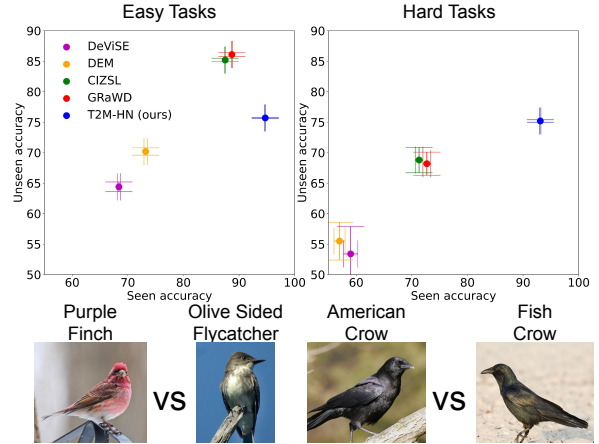 Easy Tasks
Hard Tasks
Unseen accuracy
90
85
80
75
70
65
60
55
50
DeViSE
DEM
CIZSL
GRaWD
T2M-HN (ours)
60
70
80
90
100
Seen accuracy
Unseen accuracy
90
85
80
75
70
65
60
55
50
60
70
80
90
100
Seen accuracy
Purple
Finch
Olive Sided
Flycatcher
American
Crow
Fish
Crow
VS
VS